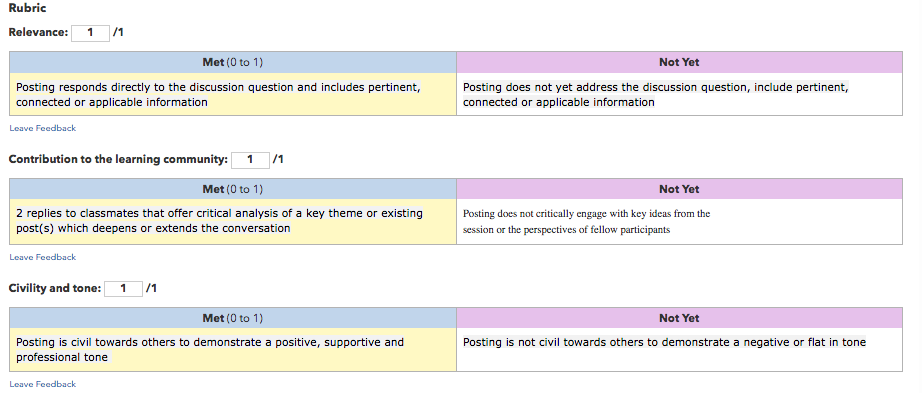 Rubric
Relevance: 1 /1
Met (0 to 1) Not Yet
Posting responds directly to the discussion question and includes pertinent, Posting does not yet address the discussion question, include pertinent,
connected or applicable information connected or applicable information
Leave Feedback
Contribution to the learning community: 1 /1
Met (0 to 1) Not Yet
2 replies to classmates that offer critical analysis of a key theme or existing Posting does not critically engage with key ideas from the
post(s) which deepens or extends the conversation session or the perspectives of fellow participants
Leave Feedback
Civility and tone: 1 /1
Met (0 to 1) Not Yet
Posting is civil towards others to demonstrate a positive, supportive and Posting is not civil towards others to demonstrate a negative or flat in tone
professional tone
Leave Feedback